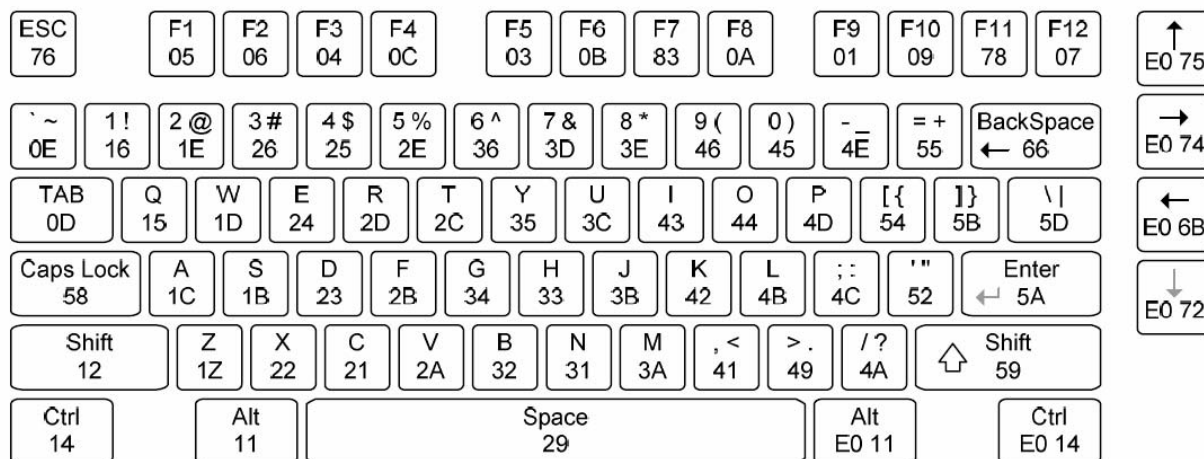 ESC F1 F2 F3 F4 F5 F6 F7 F8 F9 F10 F11 F12 ↑
76 05 06 04 0C 03 0B 83 0A 01 09 78 07 E0 75
` ~ 1 ! 2 @ 3 # 4 $ 5 % 6 ^ 7 & 8 * 9 ( 0 ) - _ = + BackSpace →
0E 16 1E 26 25 2E 36 3D 3E 46 45 4E 55 ← 66 E0 74
TAB Q W E R T Y U I O P [ { ] } \ | ←
0D 15 1D 24 2D 2C 35 3C 43 44 4D 54 5B 5D E0 6B
Caps Lock A S D F G H J K L ; : ' " Enter ↓
58 1C 1B 23 2B 34 33 3B 42 4B 4C 52 ↵ 5A E0 72
Shift Z X C V B N M , < > . / ? ⇧ Shift
12 1Z 22 21 2A 32 31 3A 41 49 4A 59
Ctrl Alt Space Alt Ctrl
14 11 29 E0 11 E0 14